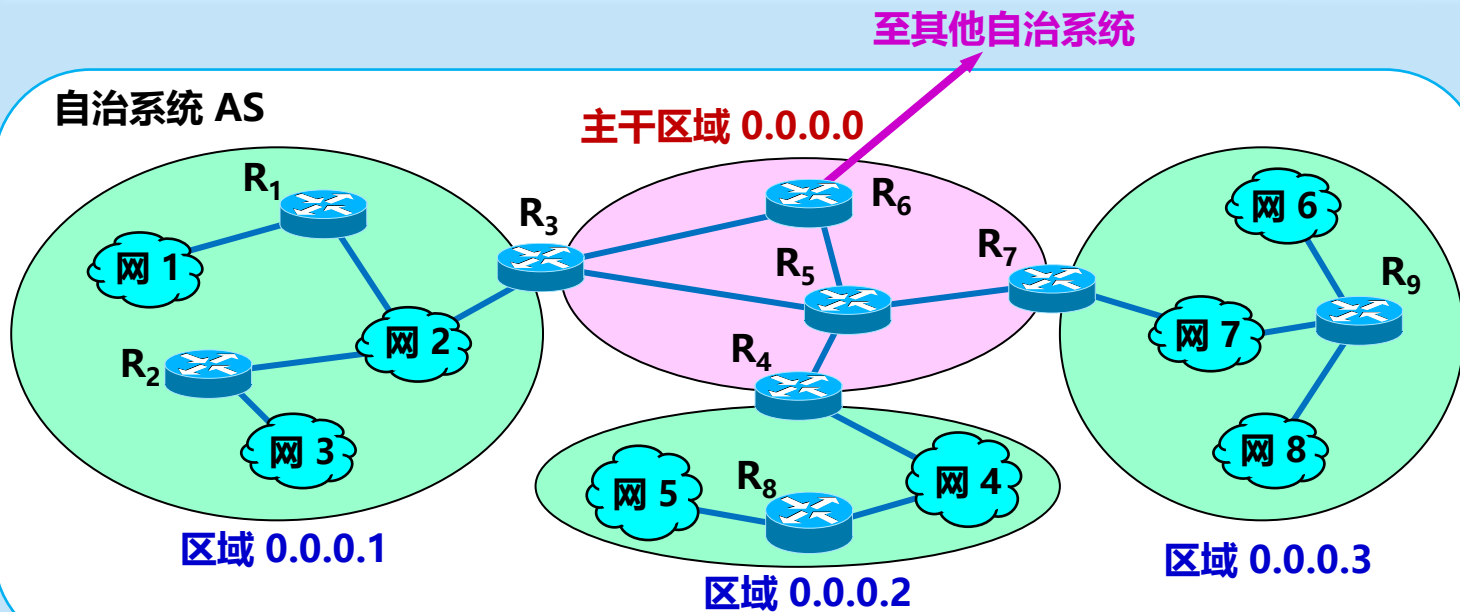 至其他自治系统
自治系统 AS
主干区域 0.0.0.0
R1
R3
R6
网 6
网 1
R5
R7
R9
网 2
网 7
R2
R4
网 3
网 8
网 5
R8
网 4
区域 0.0.0.1
区域 0.0.0.2
区域 0.0.0.3